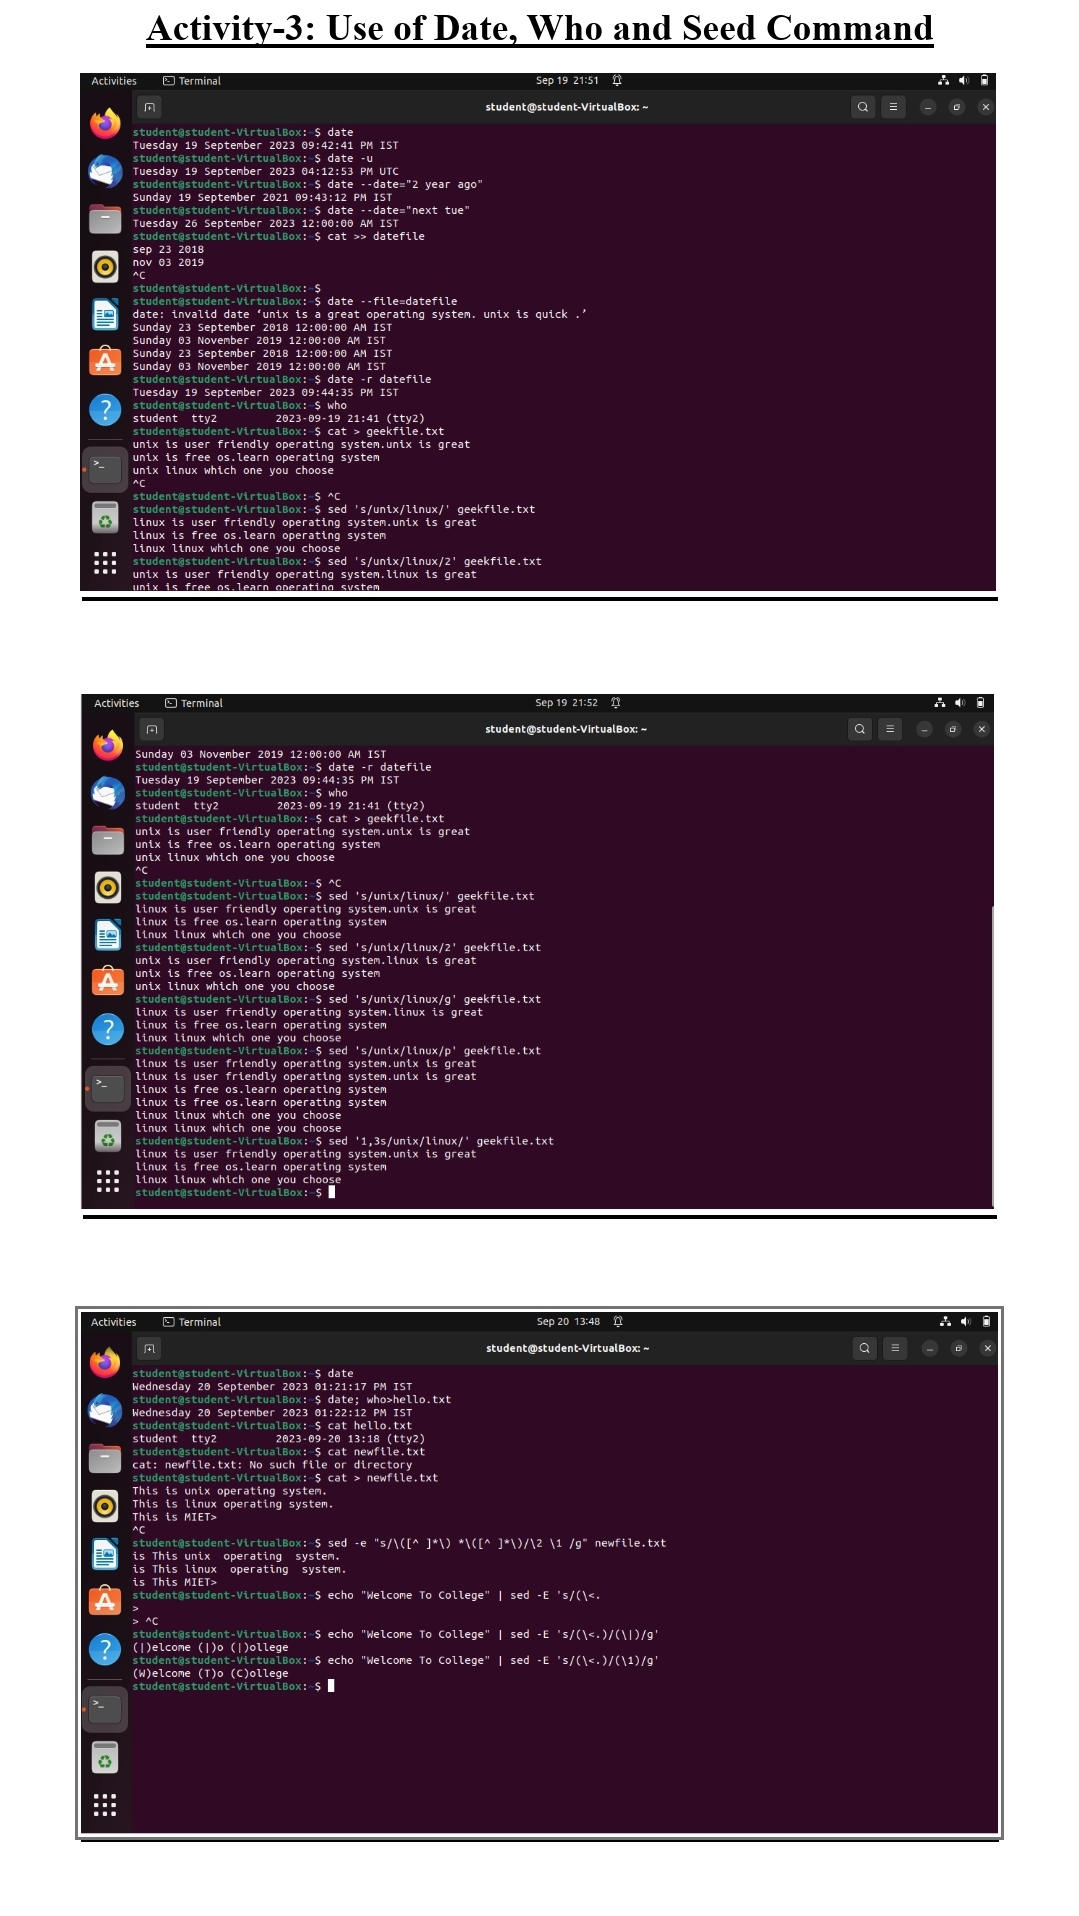 Activity-3: Use of Date, Who and Seed Command
Activities Terminal Sep 19 21:51
student@student-VirtualBox: ~
student@student-VirtualBox:~$ date
Tuesday 19 September 2023 09:42:41 PM IST
student@student-VirtualBox:~$ date -u
Tuesday 19 September 2023 04:12:53 PM UTC
student@student-VirtualBox:~$ date --date="2 year ago"
Sunday 19 September 2021 09:43:12 PM IST
student@student-VirtualBox:~$ date --date="next tue"
Tuesday 26 September 2023 12:00:00 AM IST
student@student-VirtualBox:~$ cat >> datefile
sep 23 2018
nov 03 2019
^C
student@student-VirtualBox:~$
student@student-VirtualBox:~$ date --file=datefile
date: invalid date ‘unix is a great operating system. unix is quick .’
Sunday 23 September 2018 12:00:00 AM IST
Sunday 03 November 2019 12:00:00 AM IST
Sunday 23 September 2018 12:00:00 AM IST
Sunday 03 November 2019 12:00:00 AM IST
student@student-VirtualBox:~$ date -r datefile
Tuesday 19 September 2023 09:44:35 PM IST
student@student-VirtualBox:~$ who
student  tty2         2023-09-19 21:41 (tty2)
student@student-VirtualBox:~$ cat > geekfile.txt
unix is user friendly operating system.unix is great
unix is free os.learn operating system
unix linux which one you choose
^C
student@student-VirtualBox:~$ ^C
student@student-VirtualBox:~$ sed 's/unix/linux/' geekfile.txt
linux is user friendly operating system.unix is great
linux is free os.learn operating system
linux linux which one you choose
student@student-VirtualBox:~$ sed 's/unix/linux/2' geekfile.txt
unix is user friendly operating system.linux is great
unix is free os.learn operating system
Activities Terminal Sep 19 21:52
student@student-VirtualBox: ~
Sunday 03 November 2019 12:00:00 AM IST
student@student-VirtualBox:~$ date -r datefile
Tuesday 19 September 2023 09:44:35 PM IST
student@student-VirtualBox:~$ who
student  tty2         2023-09-19 21:41 (tty2)
student@student-VirtualBox:~$ cat > geekfile.txt
unix is user friendly operating system.unix is great
unix is free os.learn operating system
unix linux which one you choose
^C
student@student-VirtualBox:~$ ^C
student@student-VirtualBox:~$ sed 's/unix/linux/' geekfile.txt
linux is user friendly operating system.unix is great
linux is free os.learn operating system
linux linux which one you choose
student@student-VirtualBox:~$ sed 's/unix/linux/2' geekfile.txt
unix is user friendly operating system.linux is great
unix is free os.learn operating system
unix linux which one you choose
student@student-VirtualBox:~$ sed 's/unix/linux/g' geekfile.txt
linux is user friendly operating system.linux is great
linux is free os.learn operating system
linux linux which one you choose
student@student-VirtualBox:~$ sed 's/unix/linux/p' geekfile.txt
linux is user friendly operating system.unix is great
linux is user friendly operating system.unix is great
linux is free os.learn operating system
linux is free os.learn operating system
linux linux which one you choose
linux linux which one you choose
student@student-VirtualBox:~$ sed '1,3s/unix/linux/' geekfile.txt
linux is user friendly operating system.unix is great
linux is free os.learn operating system
linux linux which one you choose
student@student-VirtualBox:~$
Activities Terminal Sep 20 13:48
student@student-VirtualBox: ~
student@student-VirtualBox:~$ date
Wednesday 20 September 2023 01:21:17 PM IST
student@student-VirtualBox:~$ date; who>hello.txt
Wednesday 20 September 2023 01:22:12 PM IST
student@student-VirtualBox:~$ cat hello.txt
student  tty2         2023-09-20 13:18 (tty2)
student@student-VirtualBox:~$ cat newfile.txt
cat: newfile.txt: No such file or directory
student@student-VirtualBox:~$ cat > newfile.txt
This is unix operating system.
This is linux operating system.
This is MIET>
^C
student@student-VirtualBox:~$ sed -e "s/\([^ ]*\) *\([^ ]*\)/\2 \1 /g" newfile.txt
is This unix  operating  system.
is This linux  operating  system.
is This MIET>
student@student-VirtualBox:~$ echo "Welcome To College" | sed -E 's/(\<.
>
> ^C
student@student-VirtualBox:~$ echo "Welcome To College" | sed -E 's/(\<.)/(\|)/g'
(|)elcome (|)o (|)ollege
student@student-VirtualBox:~$ echo "Welcome To College" | sed -E 's/(\<.)/(\1)/g'
(W)elcome (T)o (C)ollege
student@student-VirtualBox:~$